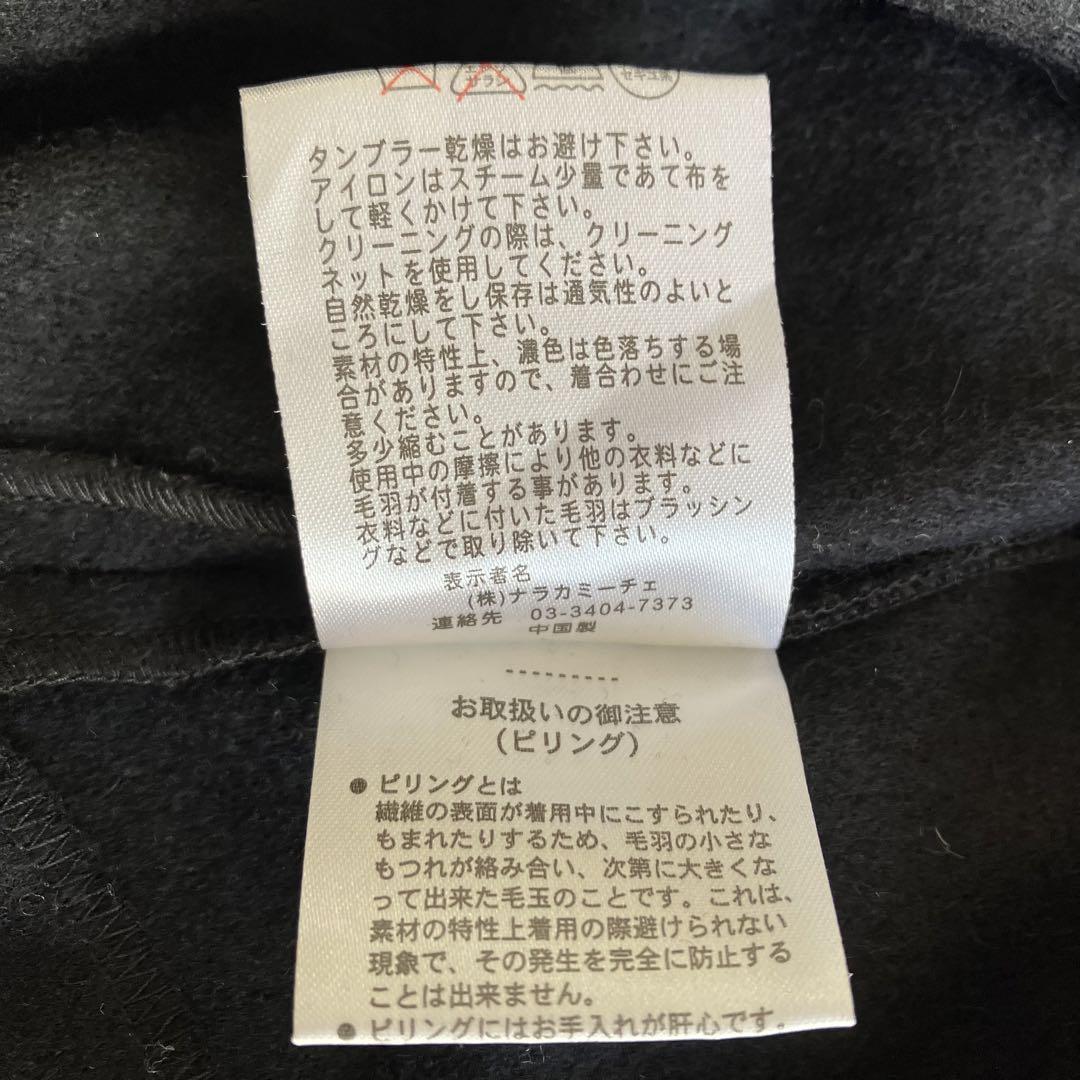 エンソサラシ
セキユ系
タンブラー乾燥はお避け下さい。
アイロンはスチーム少量であて布を
して軽くかけて下さい。
クリーニングの際は、クリーニング
ネットを使用してください。
自然乾燥をし保存は通気性のよいと
ころにして下さい。
素材の特性上、濃色は色落ちする場
合がありますので、着合わせにご注
意ください。
多少縮むことがあります。
使用中の摩擦により他の衣料などに
毛羽が付着する事があります。
衣料などに付いた毛羽はブラッシン
グなどで取り除いて下さい。
表示者名
(株)ナラカミーチェ
連絡先 03-3404-7373
中国製
---------
お取扱いの御注意
(ピリング)
● ピリングとは
繊維の表面が着用中にこすられたり、
もまれたりするため、毛羽の小さな
もつれが絡み合い、次第に大きくな
って出来た毛玉のことです。これは、
素材の特性上着用の際避けられない
現象で、その発生を完全に防止する
ことは出来ません。
● ピリングにはお手入れが肝心です。